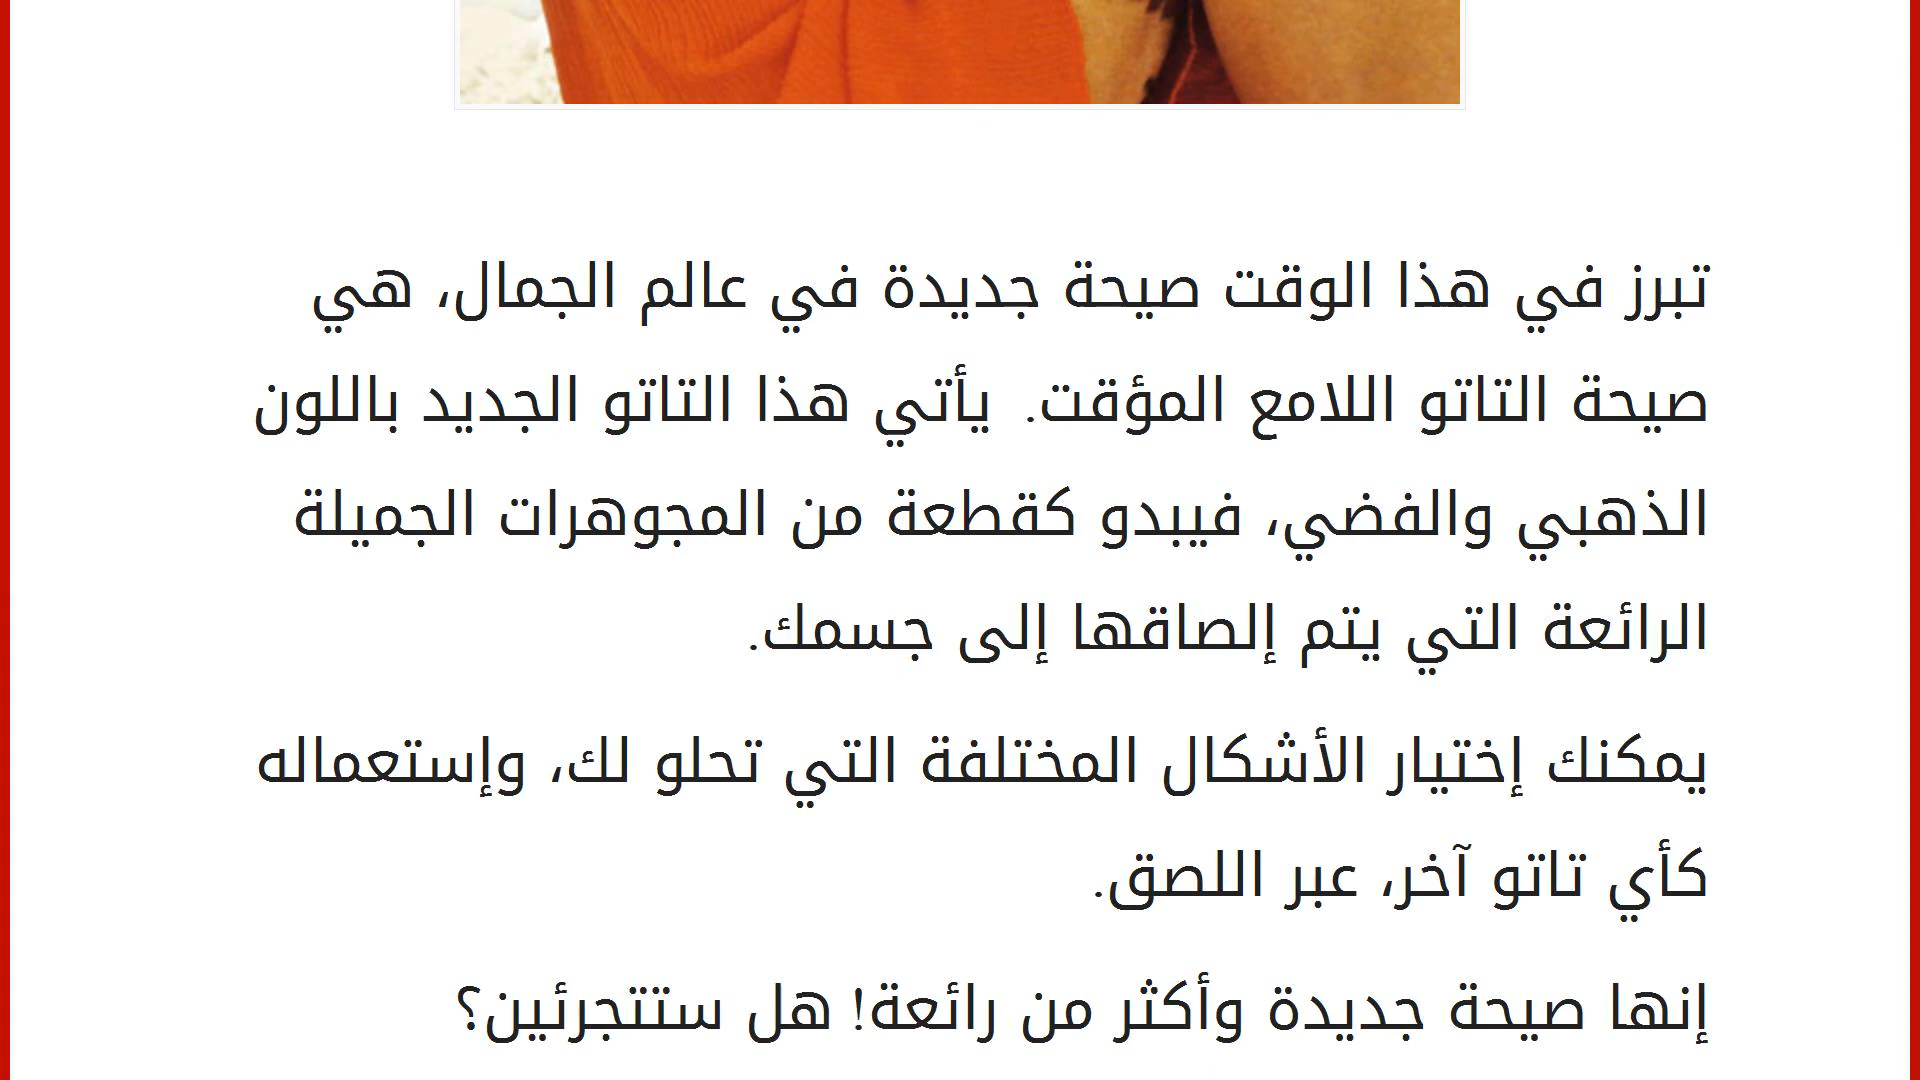 تبرز في هذا الوقت صيحة جديدة في عالم الجمال، هي
صيحة التاتو اللامع المؤقت. يأتي هذا التاتو الجديد باللون
الذهبي والفضي، فيبدو كقطعة من المجوهرات الجميلة
الرائعة التي يتم إلصاقها إلى جسمك.
يمكنك إختيار الأشكال المختلفة التي تحلو لك، وإستعماله
كأي تاتو آخر، عبر اللصق.
إنها صيحة جديدة وأكثر من رائعة! هل ستتجرئين؟